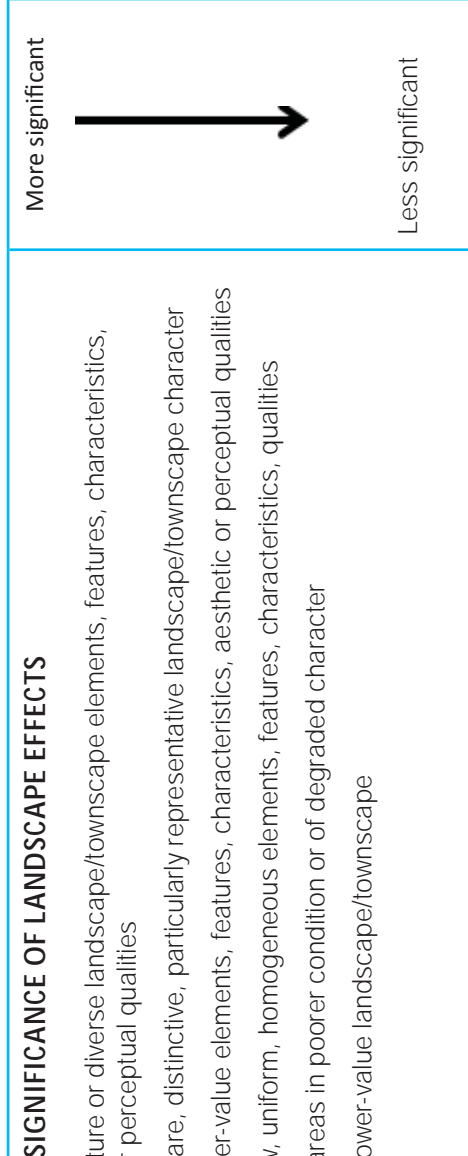 SIGNIFICANCE OF LANDSCAPE EFFECTS
ture or diverse landscape/townscape elements, features, characteristics,
r perceptual qualities
are, distinctive, particularly representative landscape/townscape character
er-value elements, features, characteristics, aesthetic or perceptual qualities
w, uniform, homogeneous elements, features, characteristics, qualities
areas in poorer condition or of degraded character
ower-value landscape/townscape
More significant
Less significant